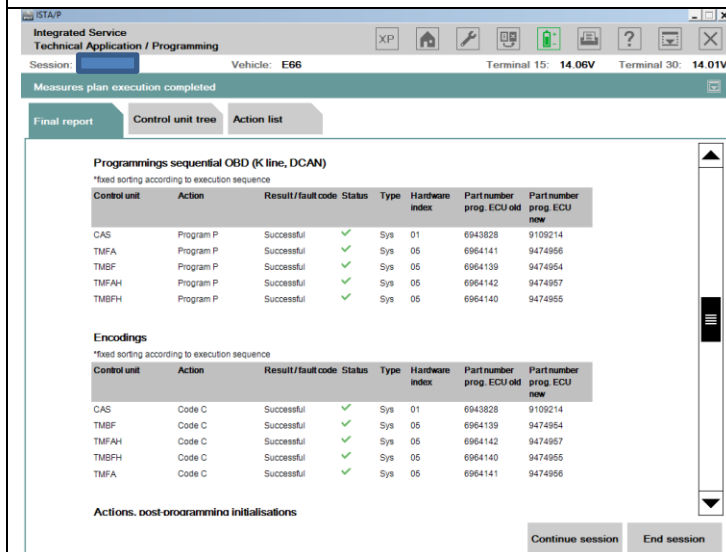 ISTA/P
Integrated Service
Technical Application / Programming
XP
?
Session:
Vehicle: E66
Terminal 15: 14.06V
Terminal 30: 14.01V
Measures plan execution completed
Final report
Control unit tree
Action list
Programmings sequential OBD (K line, DCAN)
*fixed sorting according to execution sequence
Control unit Action Result / fault code Status Type Hardware index Part number prog. ECU old Part number prog. ECU new
CAS Program P Successful Sys 01 6943828 9109214
TMFA Program P Successful Sys 05 6964141 9474956
TMBF Program P Successful Sys 05 6964139 9474954
TMFAH Program P Successful Sys 05 6964142 9474957
TMBFH Program P Successful Sys 05 6964140 9474955
Encodings
*fixed sorting according to execution sequence
Control unit Action Result / fault code Status Type Hardware index Part number prog. ECU old Part number prog. ECU new
CAS Code C Successful Sys 01 6943828 9109214
TMBF Code C Successful Sys 05 6964139 9474954
TMFAH Code C Successful Sys 05 6964142 9474957
TMBFH Code C Successful Sys 05 6964140 9474955
TMFA Code C Successful Sys 05 6964141 9474956
Actions, post-programming initialisations
Continue session
End session